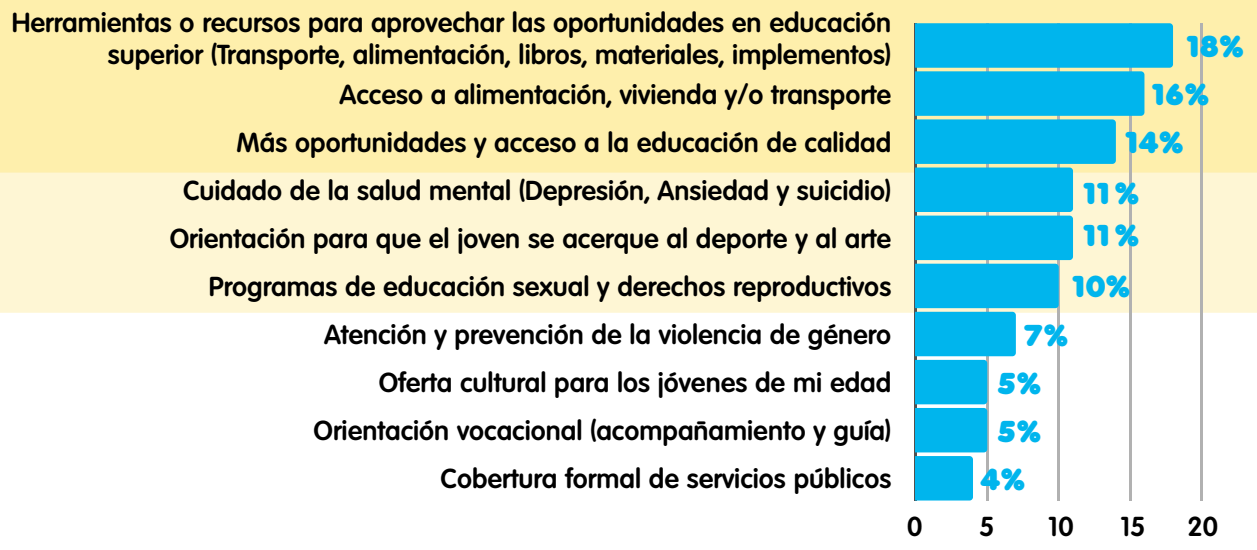 Herramientas o recursos para aprovechar las oportunidades en educación
superior (Transporte, alimentación, libros, materiales, implementos)
18%
Acceso a alimentación, vivienda y/o transporte
16%
Más oportunidades y acceso a la educación de calidad
14%
Cuidado de la salud mental (Depresión, Ansiedad y suicidio)
11%
Orientación para que el joven se acerque al deporte y al arte
11%
Programas de educación sexual y derechos reproductivos
10%
Atención y prevención de la violencia de género
7%
Oferta cultural para los jóvenes de mi edad
5%
Orientación vocacional (acompañamiento y guía)
5%
Cobertura formal de servicios públicos
4%
0 5 10 15 20